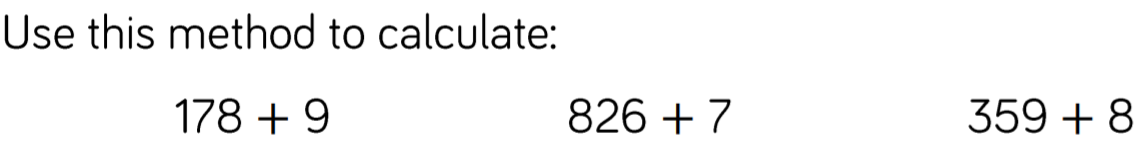 Use this method to calculate:
178 + 9 826 + 7 359 + 8